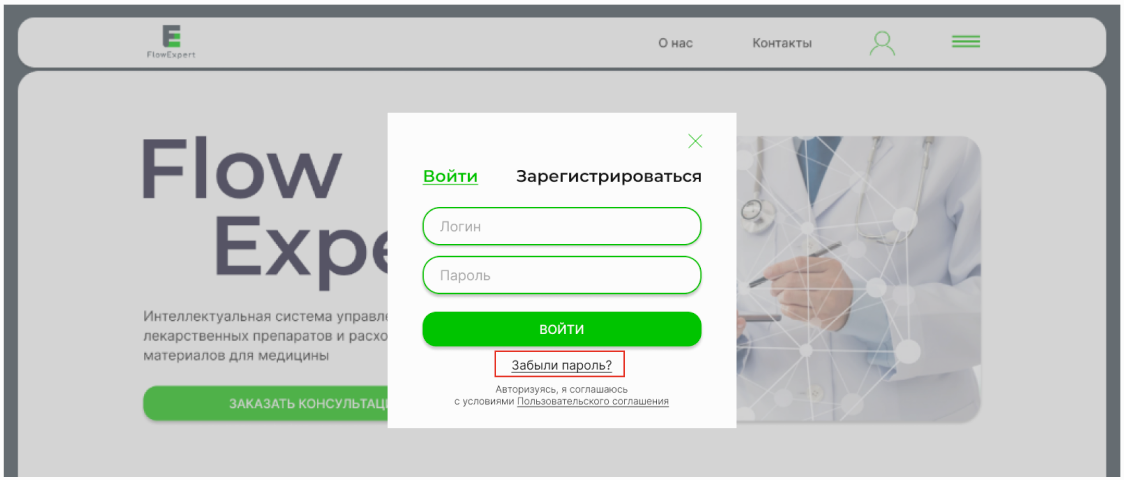 FlowExpert
О нас
Контакты
Flow
Expe
Интеллектуальная система управле
лекарственных препаратов и расхо
материалов для медицины
ЗАКАЗАТЬ КОНСУЛЬТАЦ
Войти
Зарегистрироваться
Логин
Пароль
ВОЙТИ
Забыли пароль?
Авторизуясь, я соглашаюсь
с условиями Пользовательского соглашения